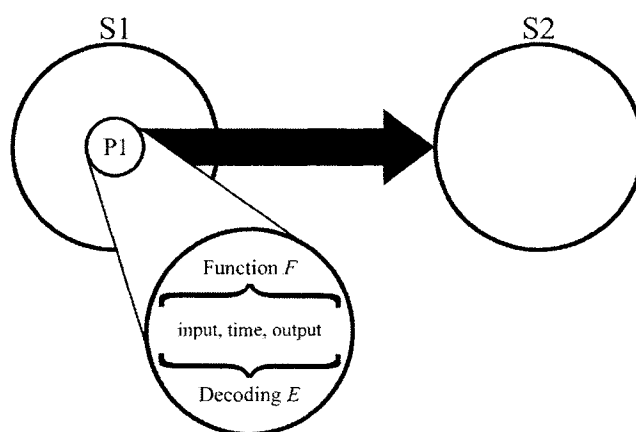 S1
S2
P1
Function F
input, time, output
Decoding E